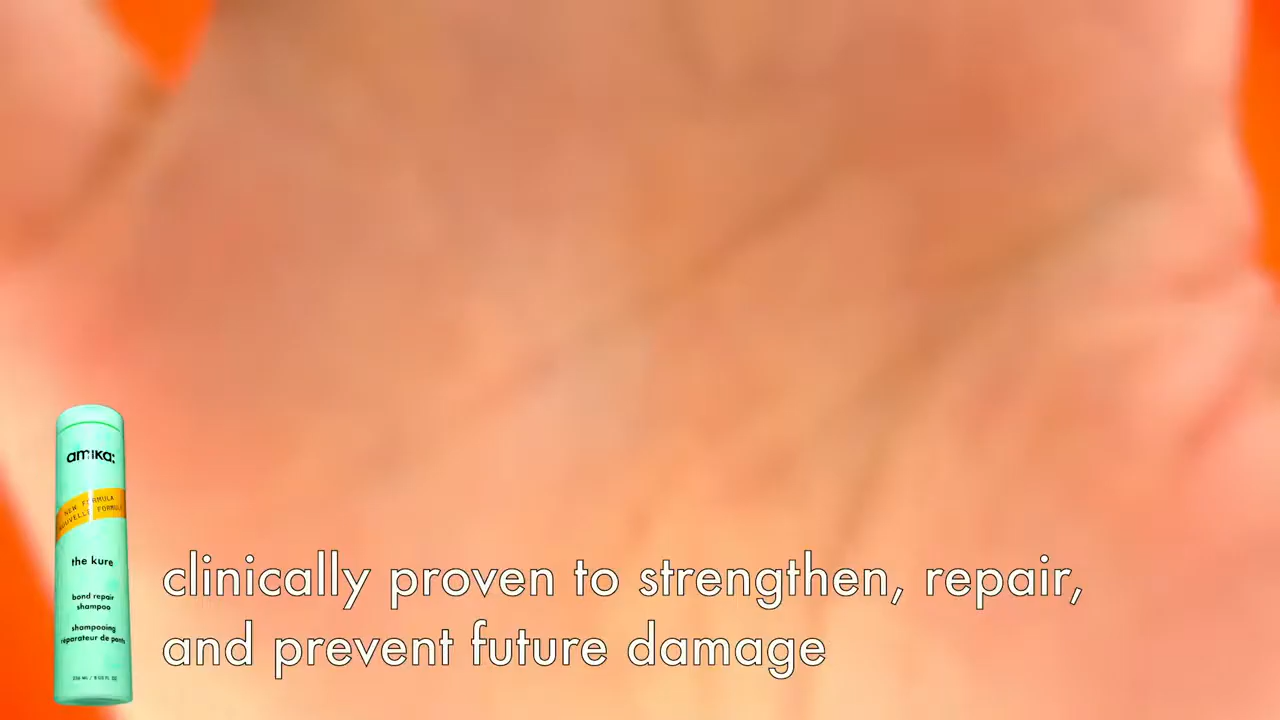 amika:
NEW FORMULA
NOUVELLE FORMULE
the kure
bond repair
shampoo
shampooing
réparateur de ponts
clinically proven to strengthen, repair,
and prevent future damage